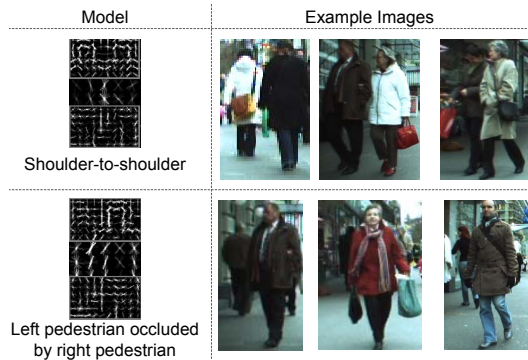 Model
Example Images
Shoulder-to-shoulder
Left pedestrian occluded
by right pedestrian